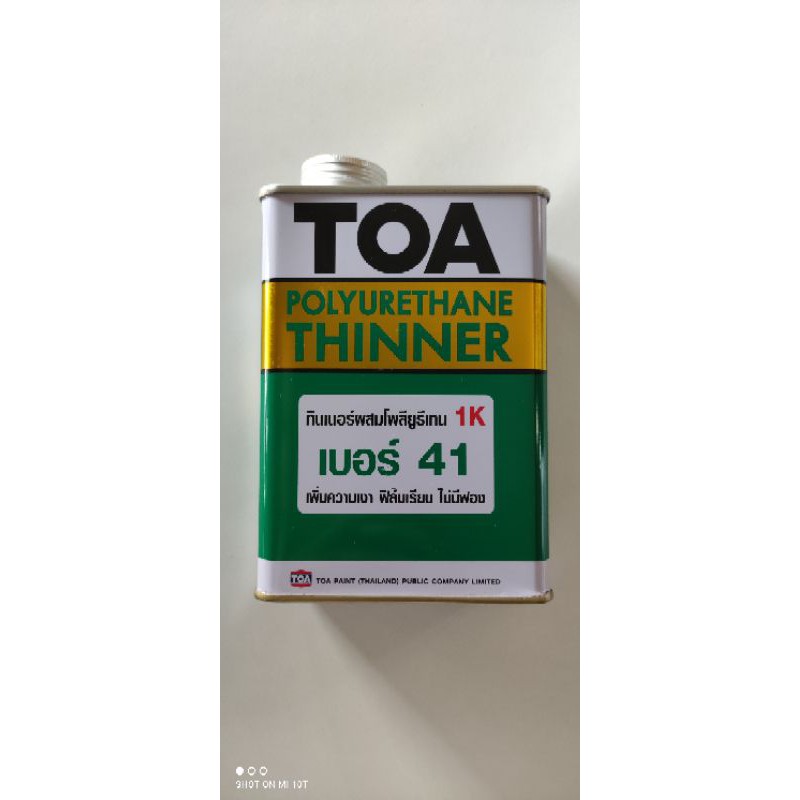 TOA
POLYURETHANE
THINNER
ทินเนอร์ผสมโพลียูรีเทน 1K
เบอร์ 41
เพิ่มความเงา ฟิล์มเรียบ ไม่มีฟอง
TOA TOA PAINT (THAILAND) PUBLIC COMPANY LIMITED
SHOT ON MI 10T